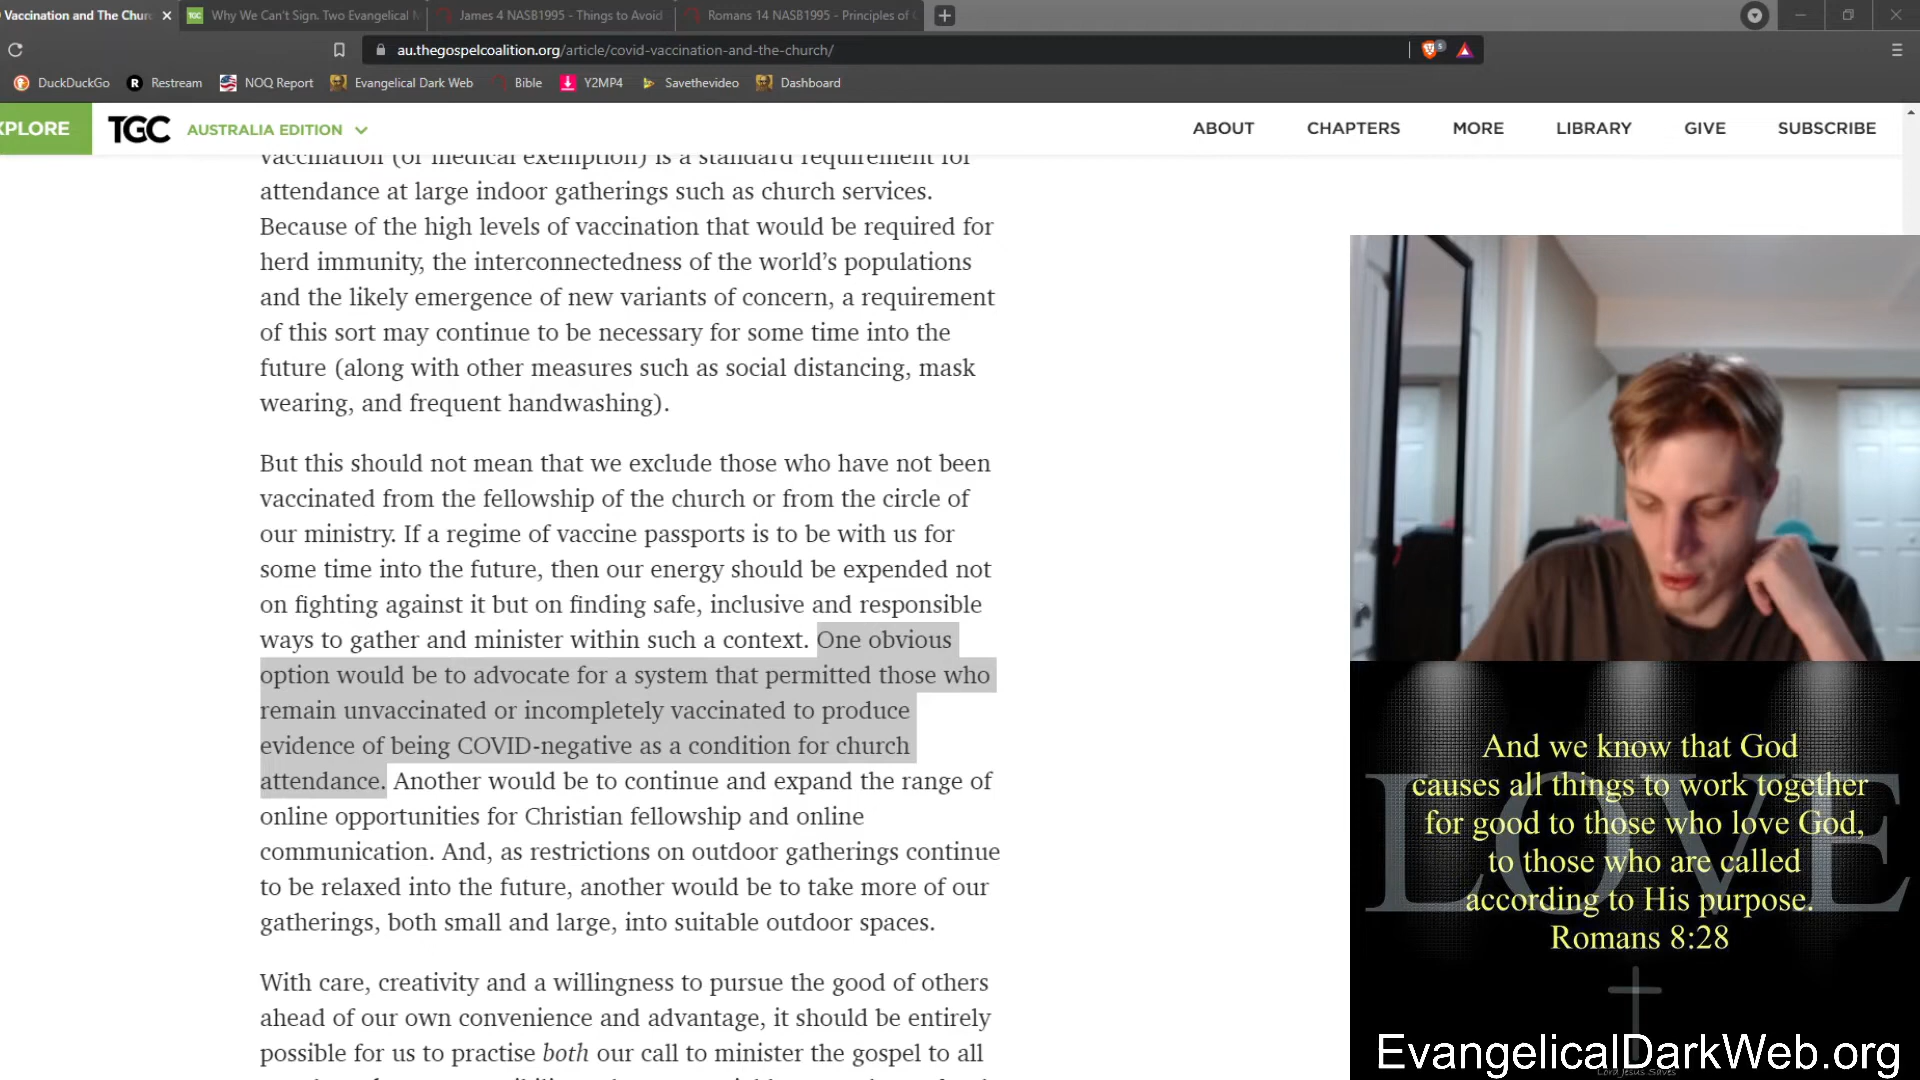 Vaccination and The Churc
Why We Can't Sign. Two Evangelical M
James 4 NASB1995 - Things to Avoid
Romans 14 NASB1995 - Principles of C
au.thegospelcoalition.org/article/covid-vaccination-and-the-church/
5
DuckDuckGo
R Restream
NOQ Report
Evangelical Dark Web
Bible
Y2MP4
Savethevideo
Dashboard
XPLORE
TGC
AUSTRALIA EDITION
ABOUT
CHAPTERS
MORE
LIBRARY
GIVE
SUBSCRIBE
vaccination (or medical exemption) is a standard requirement for
attendance at large indoor gatherings such as church services.
Because of the high levels of vaccination that would be required for
herd immunity, the interconnectedness of the world’s populations
and the likely emergence of new variants of concern, a requirement
of this sort may continue to be necessary for some time into the
future (along with other measures such as social distancing, mask
wearing, and frequent handwashing).
But this should not mean that we exclude those who have not been
vaccinated from the fellowship of the church or from the circle of
our ministry. If a regime of vaccine passports is to be with us for
some time into the future, then our energy should be expended not
on fighting against it but on finding safe, inclusive and responsible
ways to gather and minister within such a context. One obvious
option would be to advocate for a system that permitted those who
remain unvaccinated or incompletely vaccinated to produce
evidence of being COVID-negative as a condition for church
attendance. Another would be to continue and expand the range of
online opportunities for Christian fellowship and online
communication. And, as restrictions on outdoor gatherings continue
to be relaxed into the future, another would be to take more of our
gatherings, both small and large, into suitable outdoor spaces.
With care, creativity and a willingness to pursue the good of others
ahead of our own convenience and advantage, it should be entirely
possible for us to practise both our call to minister the gospel to all
LOVE
And we know that God
causes all things to work together
for good to those who love God,
to those who are called
according to His purpose.
Romans 8:28
EvangelicalDarkWeb.org
Lord Jesus Saves